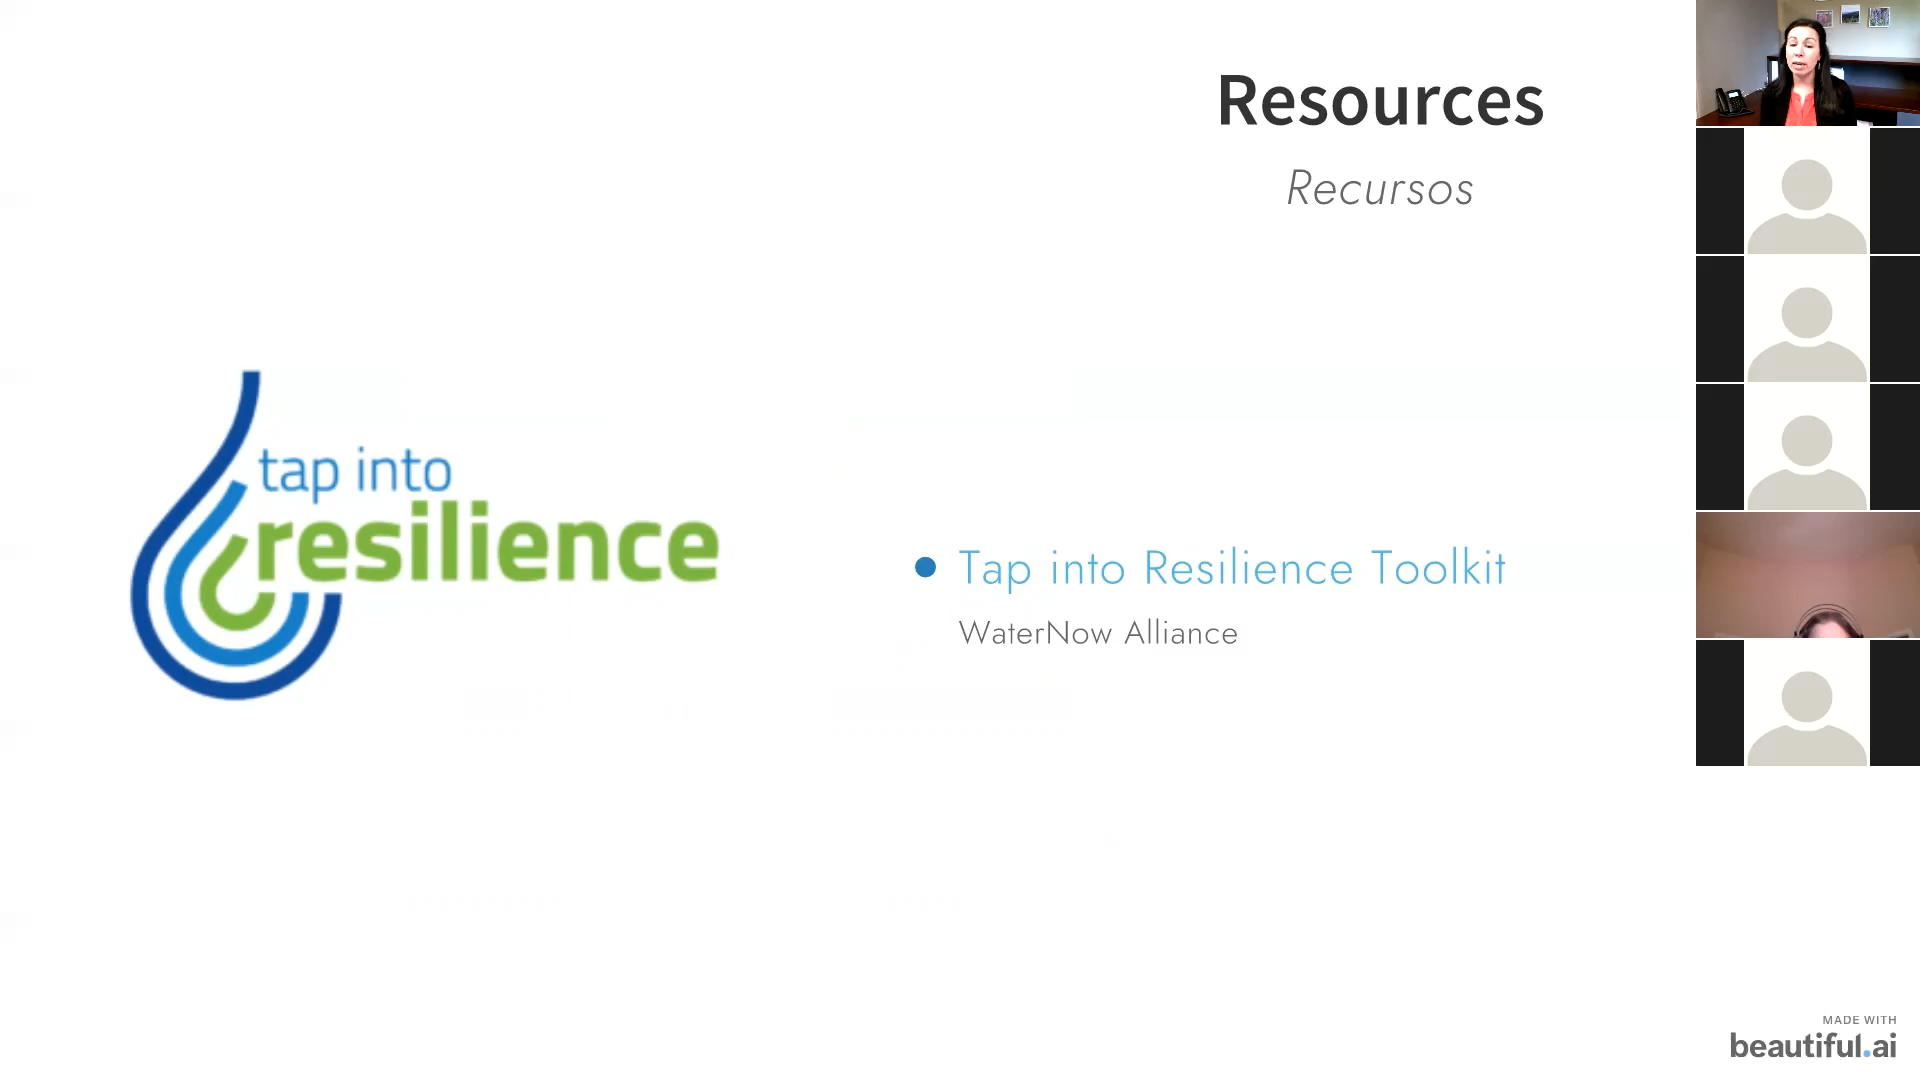 Resources
Recursos
tap into
resilience
Tap into Resilience Toolkit
WaterNow Alliance
MADE WITH
beautiful.ai